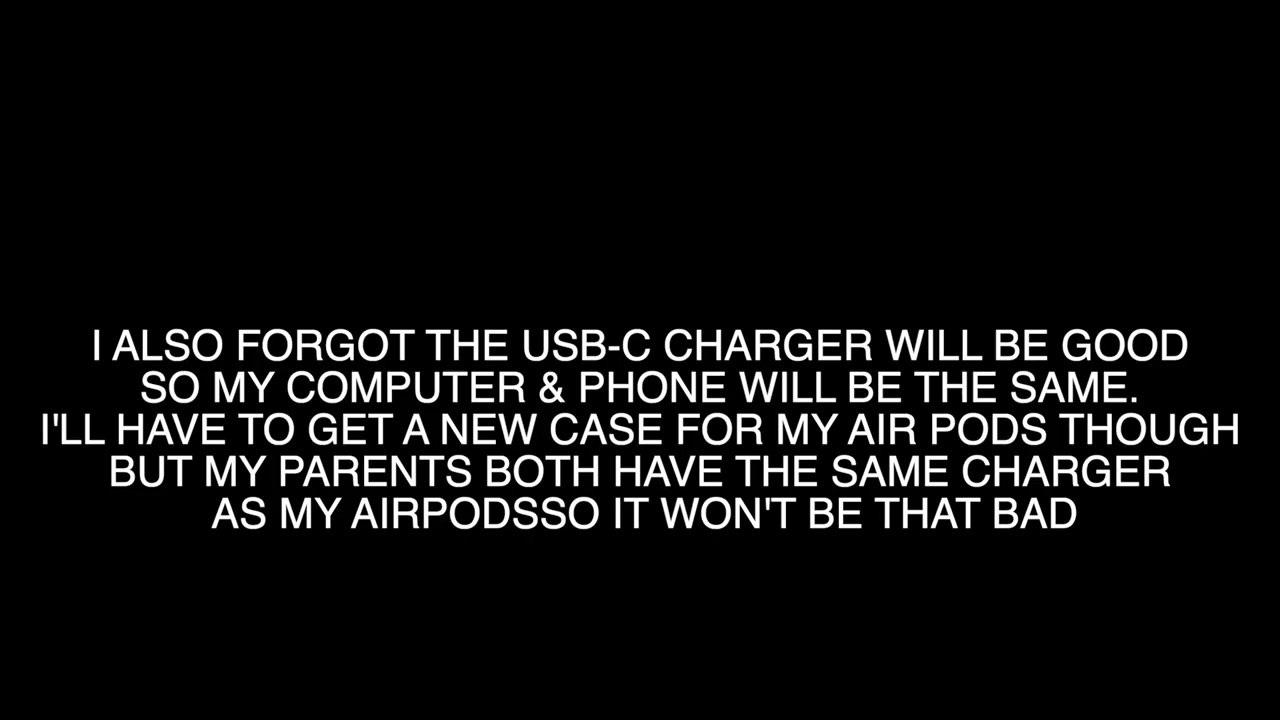 I ALSO FORGOT THE USB-C CHARGER WILL BE GOOD
SO MY COMPUTER & PHONE WILL BE THE SAME.
I'LL HAVE TO GET A NEW CASE FOR MY AIR PODS THOUGH
BUT MY PARENTS BOTH HAVE THE SAME CHARGER
AS MY AIRPODSSO IT WON'T BE THAT BAD